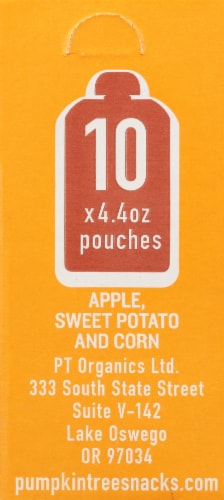 10
x4.4oz
pouches
APPLE,
SWEET POTATO
AND CORN
PT Organics Ltd.
333 South State Street
Suite V-142
Lake Oswego
OR 97034
pumpkintreesnacks.com